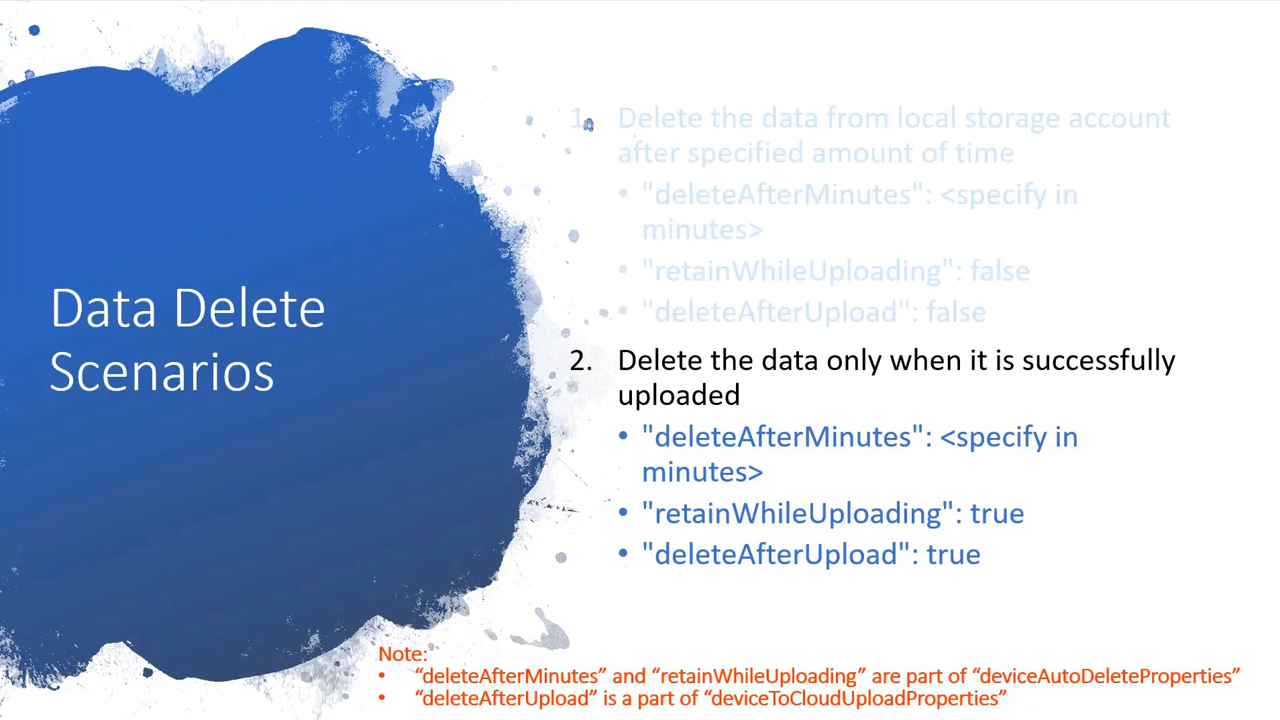 Data Delete
Scenarios
1. Delete the data from local storage account
after specified amount of time
• "deleteAfterMinutes": <specify in
minutes>
• "retainWhileUploading": false
• "deleteAfterUpload": false
2. Delete the data only when it is successfully
uploaded
• "deleteAfterMinutes": <specify in
minutes>
• "retainWhileUploading": true
• "deleteAfterUpload": true
Note:
• “deleteAfterMinutes” and “retainWhileUploading” are part of “deviceAutoDeleteProperties”
• “deleteAfterUpload” is a part of “deviceToCloudUploadProperties”